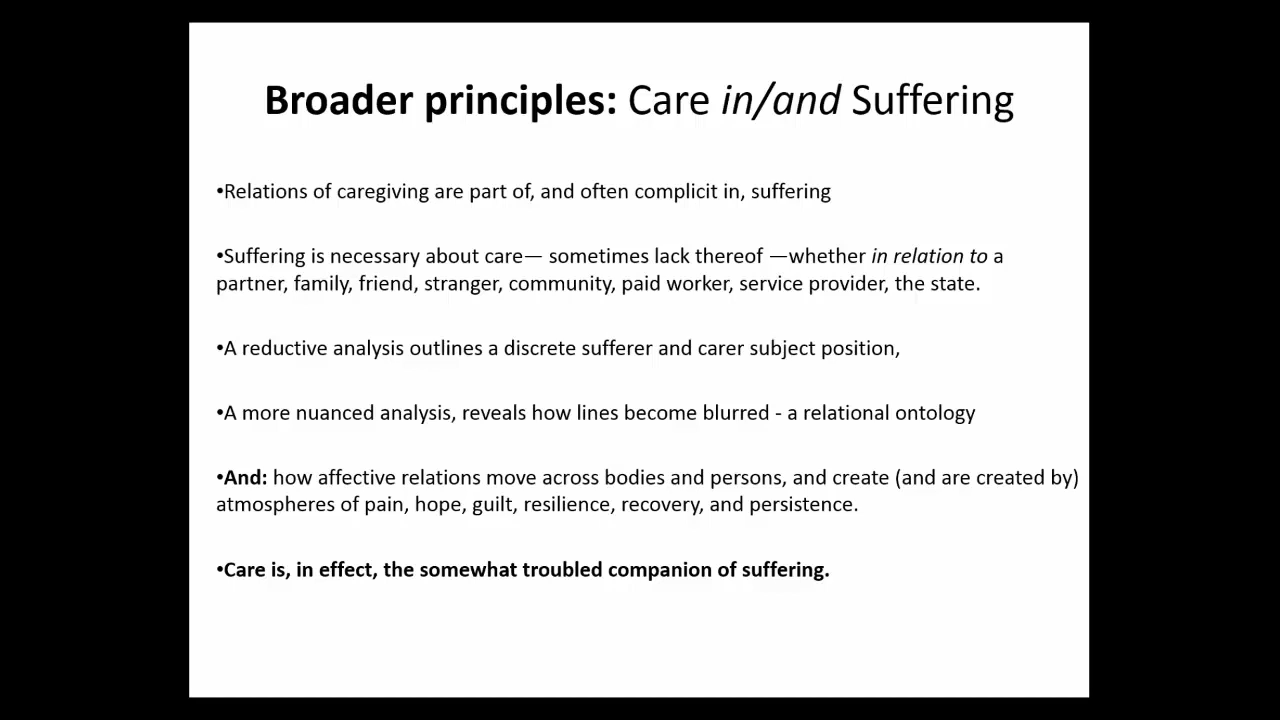 Broader principles: Care in/and Suffering
•Relations of caregiving are part of, and often complicit in, suffering
•Suffering is necessary about care— sometimes lack thereof —whether in relation to a
partner, family, friend, stranger, community, paid worker, service provider, the state.
•A reductive analysis outlines a discrete sufferer and carer subject position,
•A more nuanced analysis, reveals how lines become blurred - a relational ontology
•And: how affective relations move across bodies and persons, and create (and are created by)
atmospheres of pain, hope, guilt, resilience, recovery, and persistence.
•Care is, in effect, the somewhat troubled companion of suffering.